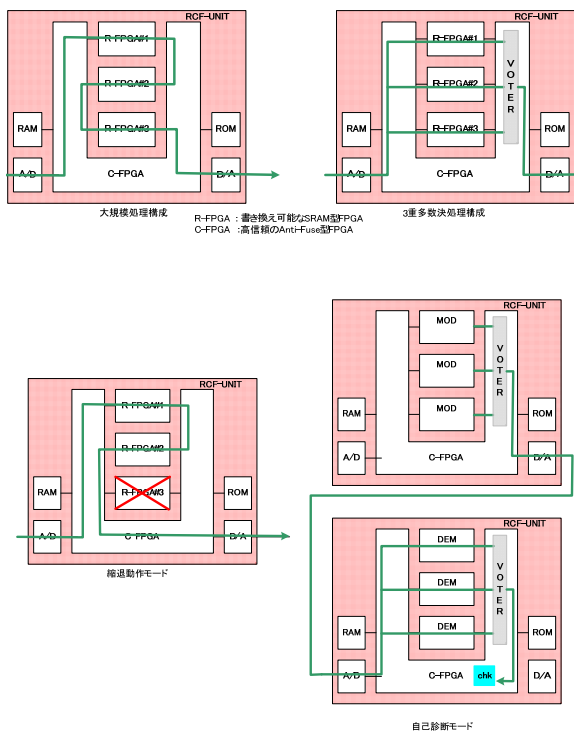 RCF-UNIT
R-FPGA#1
R-FPGA#2
R-FPGA#3
RAM
ROM
A/D
C-FPGA
D/A
大規模処理構成
RCF-UNIT
R-FPGA#1
R-FPGA#2
R-FPGA#3
VOTER
RAM
ROM
A/D
C-FPGA
D/A
3重多数決処理構成
R-FPGA :書き換え可能なSRAM型FPGA
C-FPGA :高信頼のAnti-Fuse型FPGA
RCF-UNIT
R-FPGA#1
R-FPGA#2
R-FPGA#3
RAM
ROM
A/D
C-FPGA
D/A
縮退動作モード
RCF-UNIT
MOD
MOD
MOD
VOTER
RAM
ROM
A/D
C-FPGA
D/A
RCF-UNIT
DEM
DEM
DEM
VOTER
RAM
ROM
A/D
C-FPGA
chk
D/A
自己診断モード